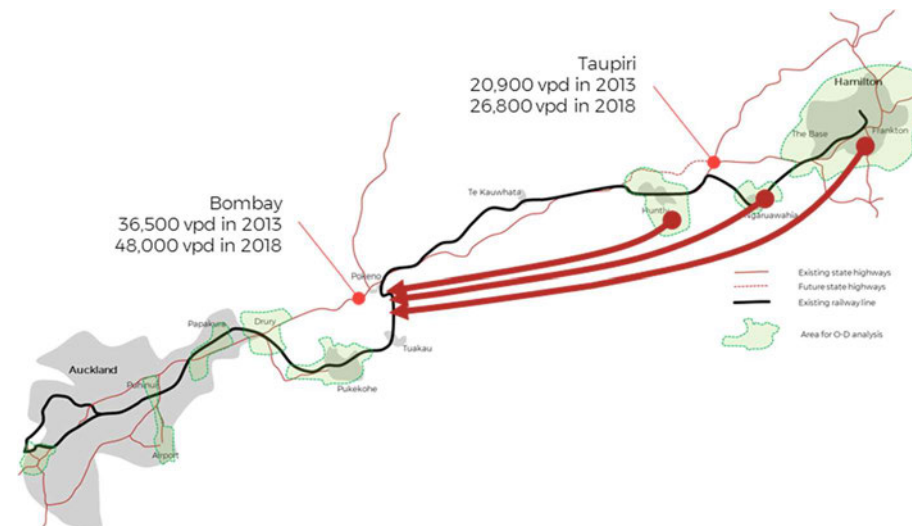 Taupiri
20,900 vpd in 2013
26,800 vpd in 2018
Hamilton
The Base
Frankton
Bombay
36,500 vpd in 2013
48,000 vpd in 2018
Te Kauwhata
Huntly
Ngaruawahia
Pokeno
Existing state highways
Future state highways
Existing railway line
Area for O-D analysis
Papakura
Drury
Tuakau
Auckland
Puhinui
Pukekohe
Airport